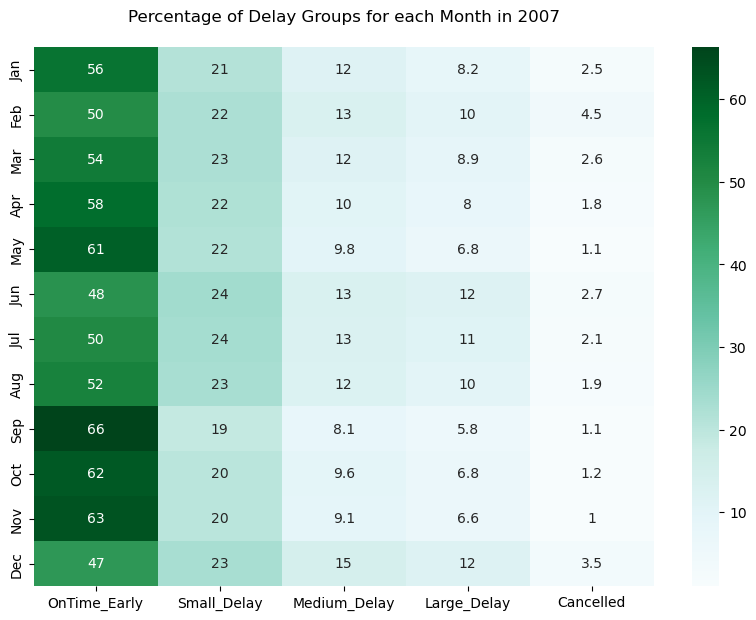 Percentage of Delay Groups for each Month in 2007
Jan 56 21 12 8.2 2.5
Feb 50 22 13 10 4.5
Mar 54 23 12 8.9 2.6
Apr 58 22 10 8 1.8
May 61 22 9.8 6.8 1.1
Jun 48 24 13 12 2.7
Jul 50 24 13 11 2.1
Aug 52 23 12 10 1.9
Sep 66 19 8.1 5.8 1.1
Oct 62 20 9.6 6.8 1.2
Nov 63 20 9.1 6.6 1
Dec 47 23 15 12 3.5
OnTime_Early Small_Delay Medium_Delay Large_Delay Cancelled
60
50
40
30
20
10